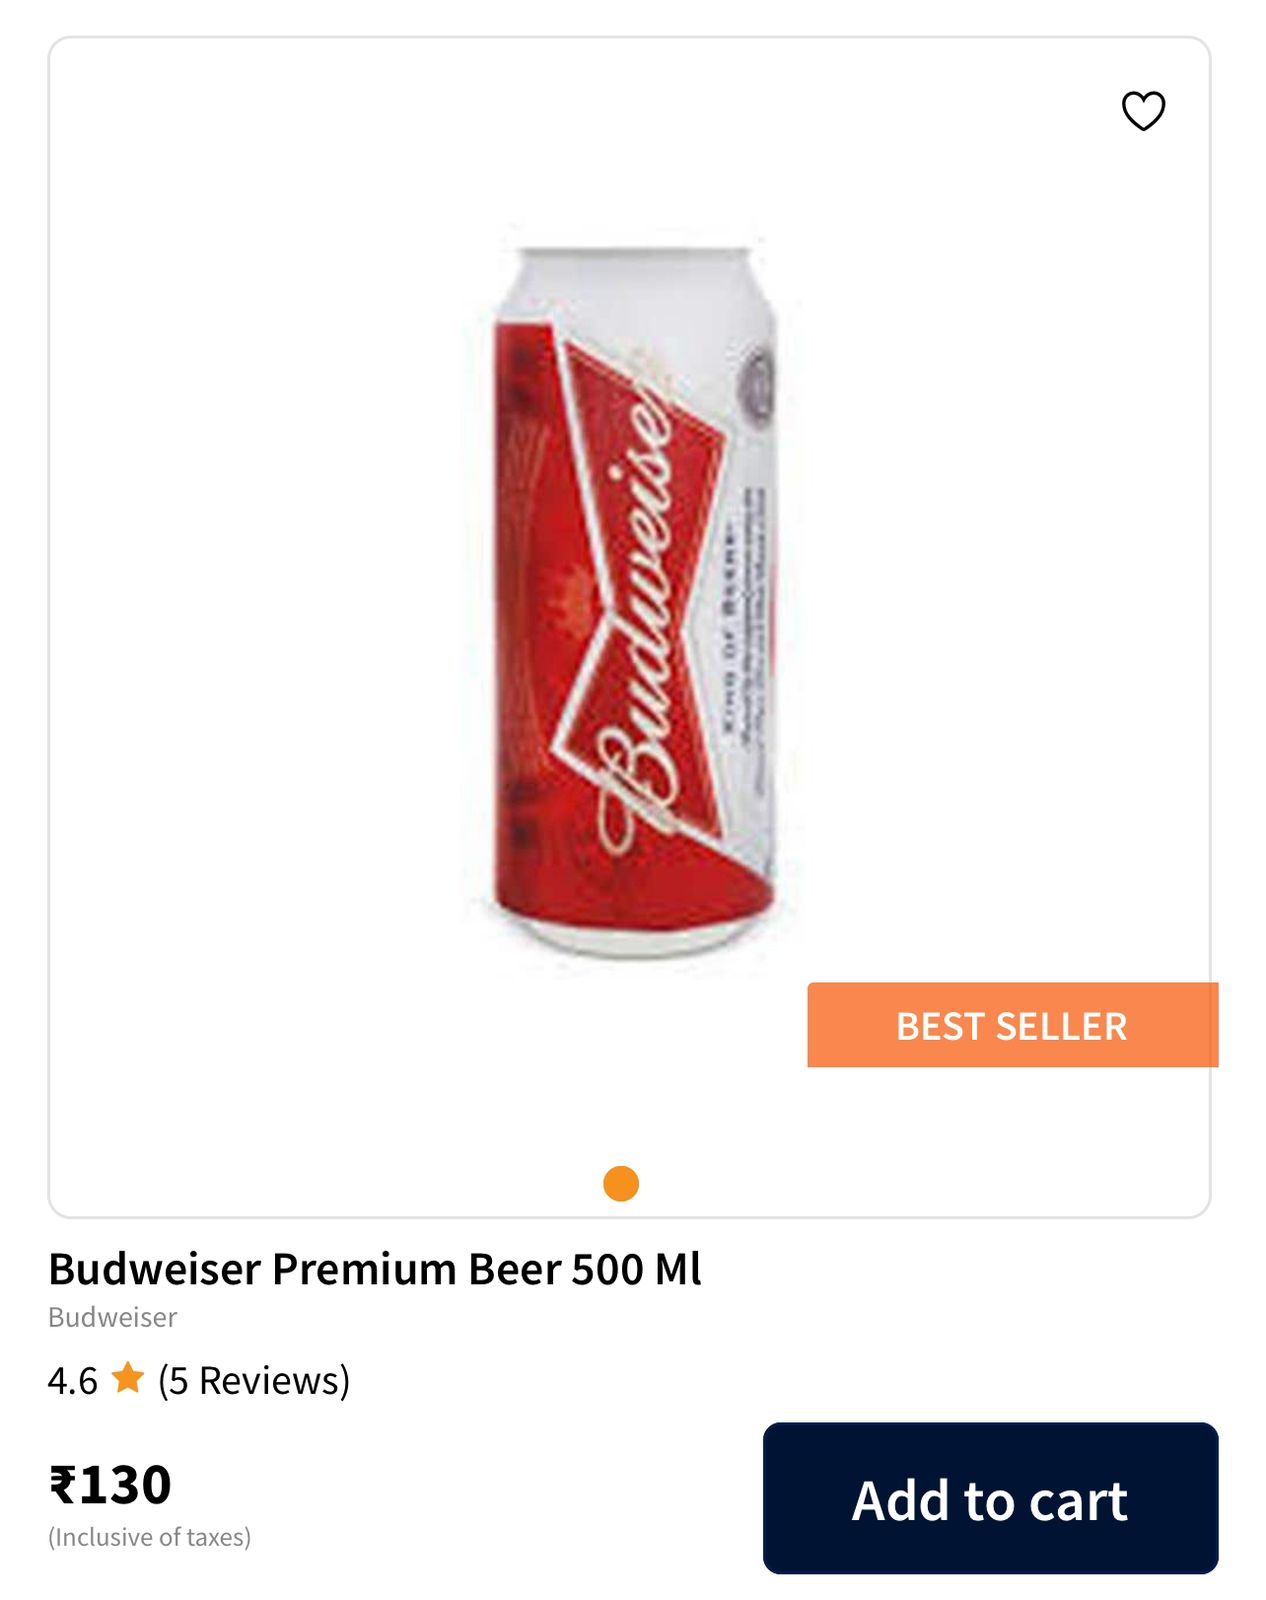 Budweiser
KING OF BEERS
BEST SELLER
Budweiser Premium Beer 500 Ml
Budweiser
4.6 (5 Reviews)
₹130
(Inclusive of taxes)
Add to cart